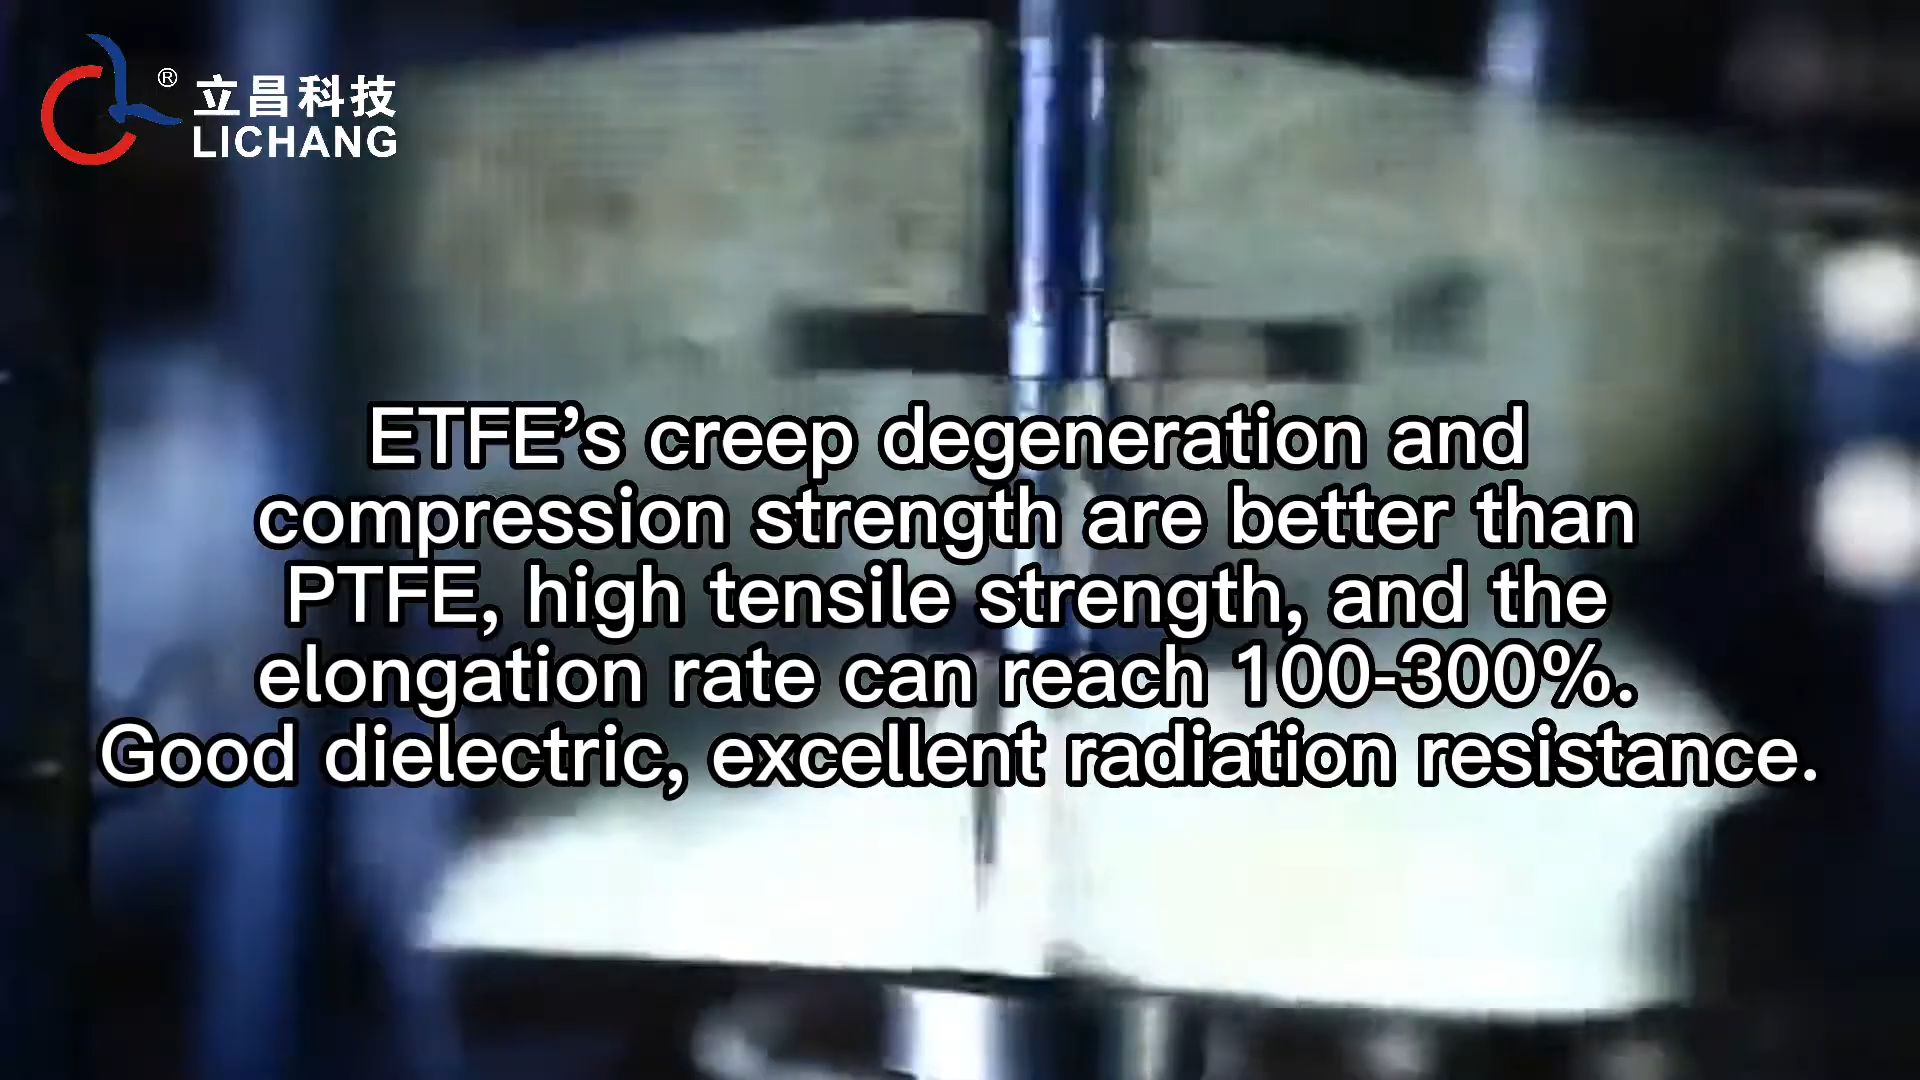 ® 立昌科技
LICHANG
ETFE’s creep degeneration and
compression strength are better than
PTFE, high tensile strength, and the
elongation rate can reach 100-300%.
Good dielectric, excellent radiation resistance.